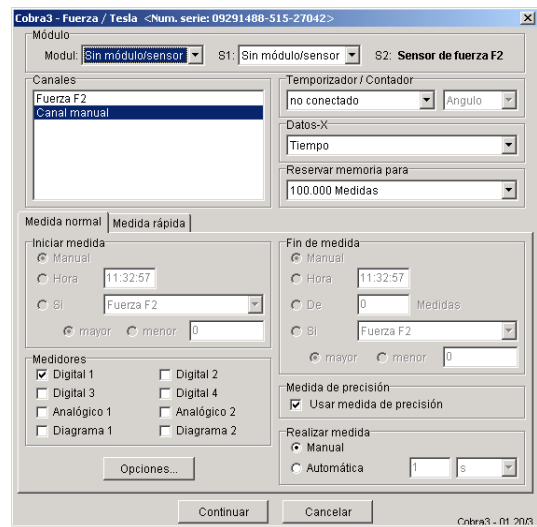 Cobra3 - Fuerza / Tesla <Num. serie: 09291488-515-27042>
Módulo
Modul: Sin módulo/sensor S1: Sin módulo/sensor S2: Sensor de fuerza F2
Canales
Fuerza F2
Canal manual
Temporizador / Contador
no conectado Angulo
Datos-X
Tiempo
Reservar memoria para
100.000 Medidas
Medida normal Medida rápida
Iniciar medida
Manual
Hora 11:32:57
Si Fuerza F2
mayor menor 0
Medidores
Digital 1 Digital 2
Digital 3 Digital 4
Analógico 1 Analógico 2
Diagrama 1 Diagrama 2
Opciones...
Fin de medida
Manual
Hora 11:32:57
De 0 Medidas
Si Fuerza F2
mayor menor 0
Medida de precisión
Usar medida de precisión
Realizar medida
Manual
Automática 1 s
Continuar Cancelar
Cobra3 - 01.20/3